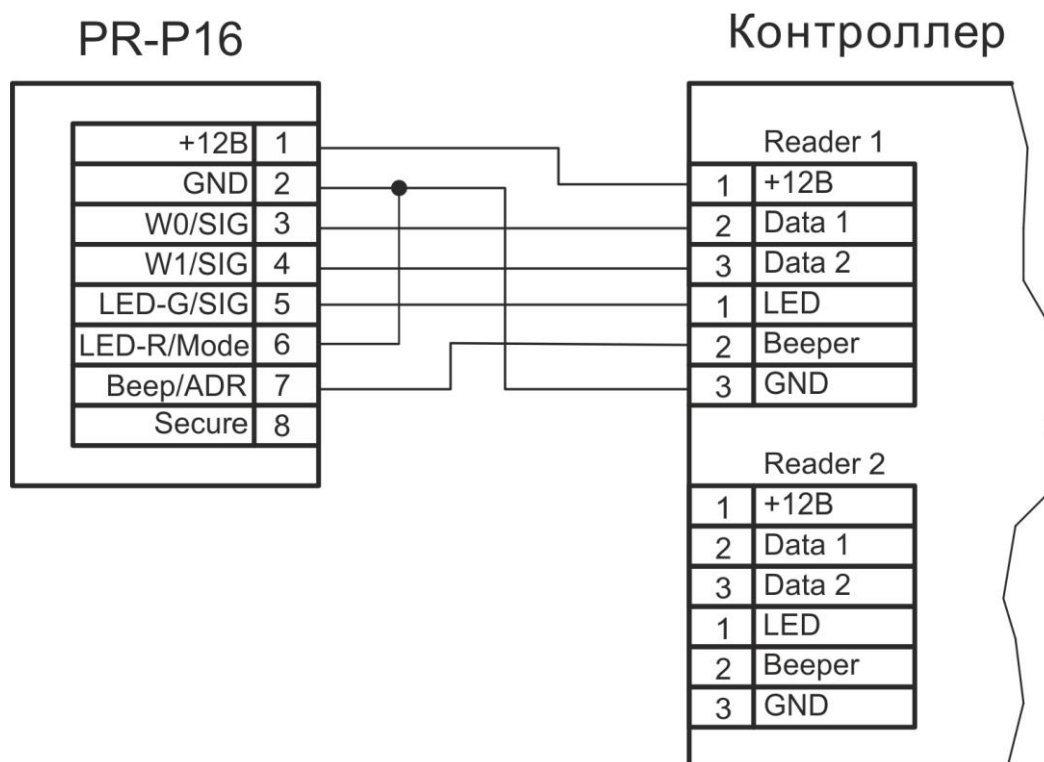 PR-P16
Контроллер
+12В 1
GND 2
W0/SIG 3
W1/SIG 4
LED-G/SIG 5
LED-R/Mode 6
Beep/ADR 7
Secure 8
Reader 1
1 +12В
2 Data 1
3 Data 2
1 LED
2 Beeper
3 GND
Reader 2
1 +12В
2 Data 1
3 Data 2
1 LED
2 Beeper
3 GND